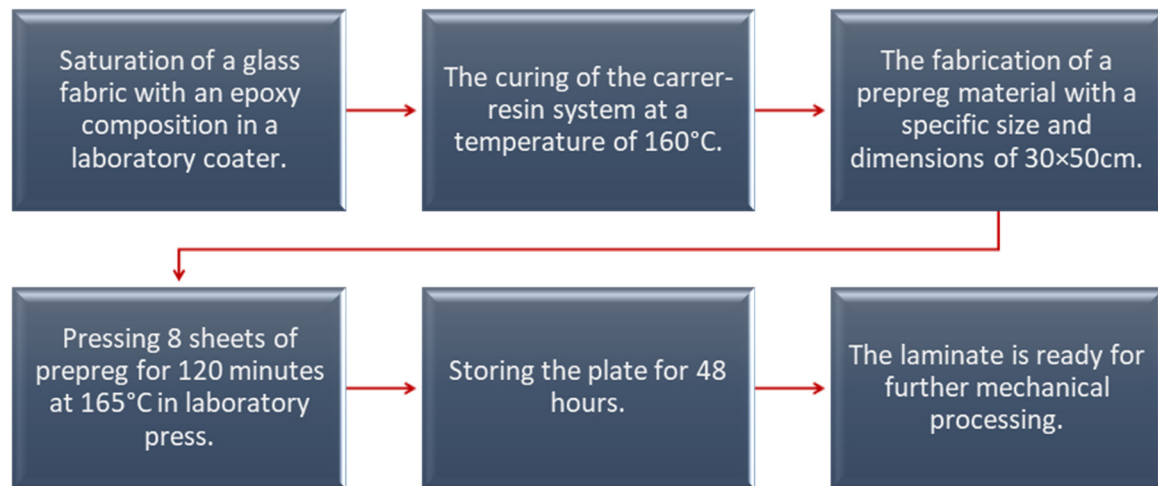 Saturation of a glass
fabric with an epoxy
composition in a
laboratory coater.
The curing of the carrer-
resin system at a
temperature of 160°C.
The fabrication of a
prepreg material with a
specific size and
dimensions of 30×50cm.
Pressing 8 sheets of
prepreg for 120 minutes
at 165°C in laboratory
press.
Storing the plate for 48
hours.
The laminate is ready for
further mechanical
processing.